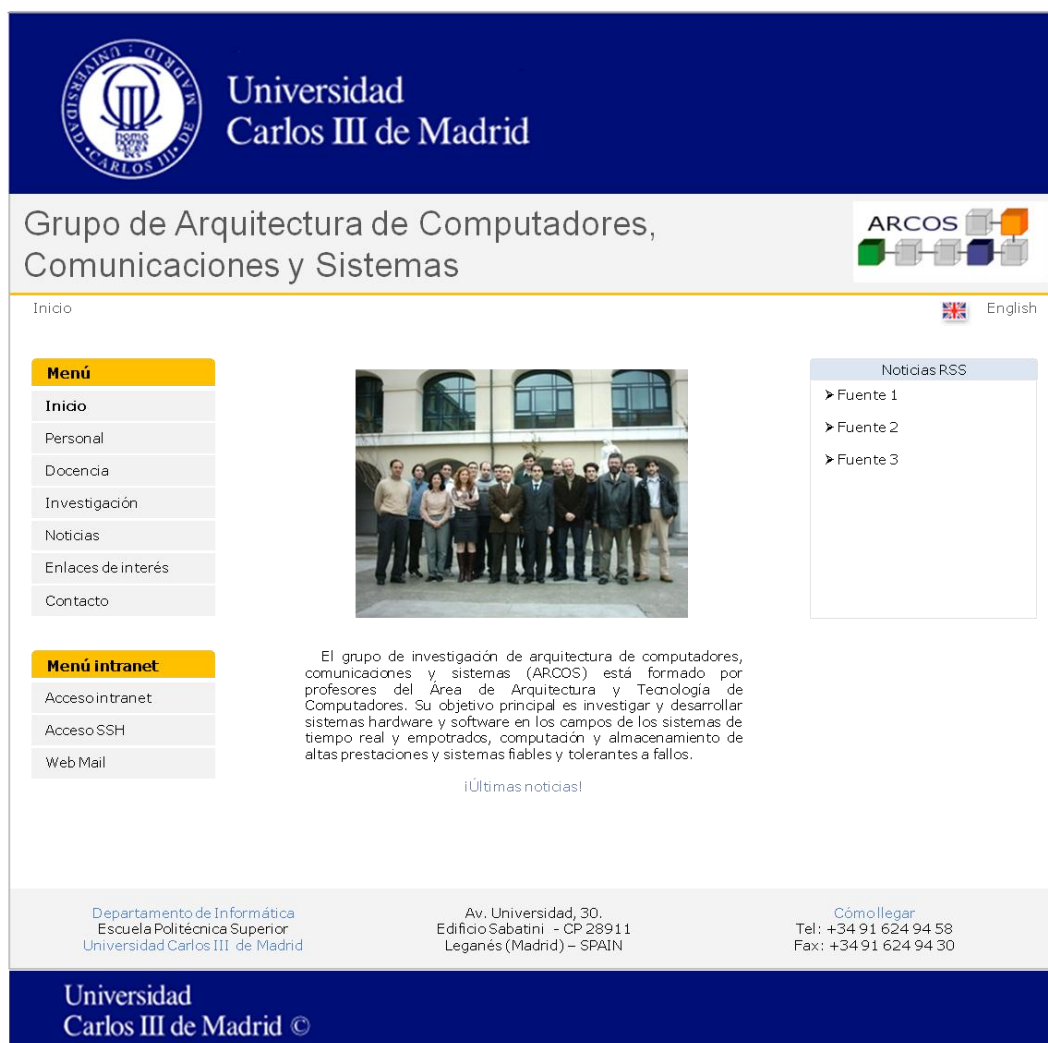 UNIVERSIDAD · CARLOS III · DE MADRID
Universidad
Carlos III de Madrid
Grupo de Arquitectura de Computadores,
Comunicaciones y Sistemas
ARCOS
Inicio
English
Menú
Inicio
Personal
Docencia
Investigación
Noticias
Enlaces de interés
Contacto
Menú intranet
Acceso intranet
Acceso SSH
Web Mail
El grupo de investigación de arquitectura de computadores,
comunicaciones y sistemas (ARCOS) está formado por
profesores del Área de Arquitectura y Tecnología de
Computadores. Su objetivo principal es investigar y desarrollar
sistemas hardware y software en los campos de los sistemas de
tiempo real y empotrados, computación y almacenamiento de
altas prestaciones y sistemas fiables y tolerantes a fallos.
¡Últimas noticias!
Noticias RSS
➤ Fuente 1
➤ Fuente 2
➤ Fuente 3
Departamento de Informática
Escuela Politécnica Superior
Universidad Carlos III de Madrid
Av. Universidad, 30.
Edificio Sabatini - CP 28911
Leganés (Madrid) – SPAIN
Cómo llegar
Tel: +34 91 624 94 58
Fax: +34 91 624 94 30
Universidad
Carlos III de Madrid ©